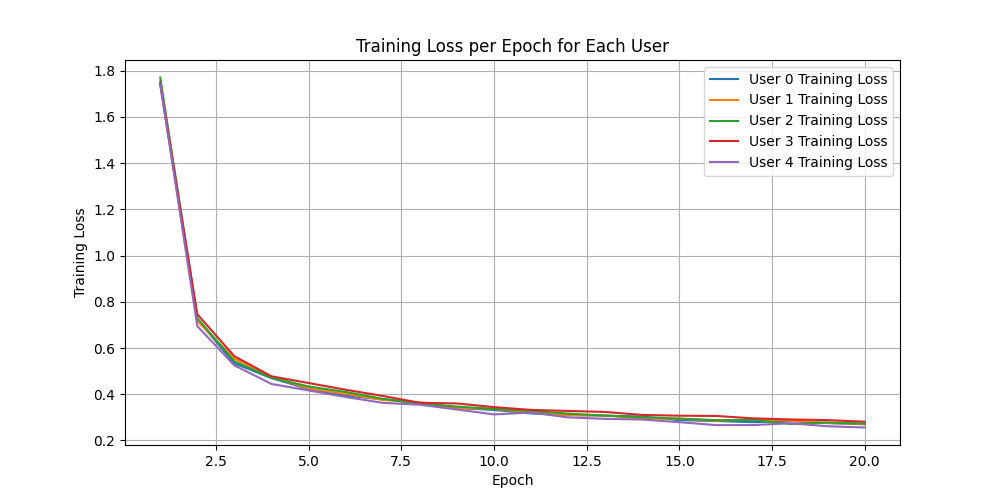 Training Loss per Epoch for Each User
User 0 Training Loss
User 1 Training Loss
User 2 Training Loss
User 3 Training Loss
User 4 Training Loss
Training Loss
1.8
1.6
1.4
1.2
1.0
0.8
0.6
0.4
0.2
2.5 5.0 7.5 10.0 12.5 15.0 17.5 20.0
Epoch